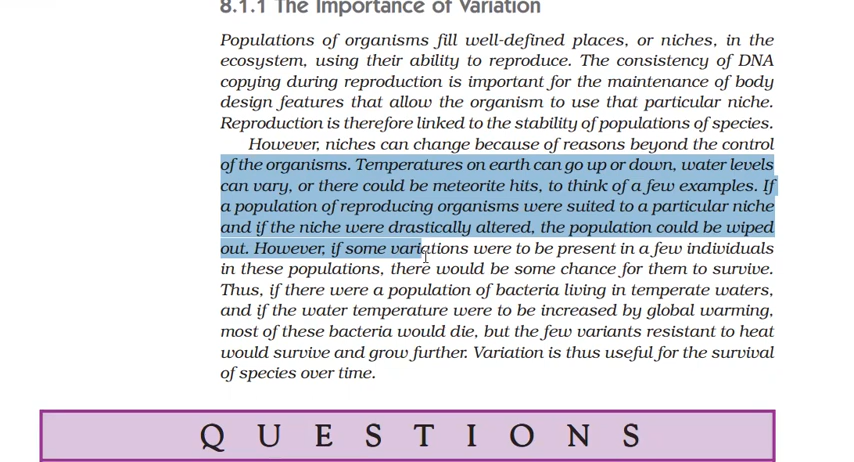 8.1.1 The Importance of Variation
Populations of organisms fill well-defined places, or niches, in the
ecosystem, using their ability to reproduce. The consistency of DNA
copying during reproduction is important for the maintenance of body
design features that allow the organism to use that particular niche.
Reproduction is therefore linked to the stability of populations of species.
However, niches can change because of reasons beyond the control
of the organisms. Temperatures on earth can go up or down, water levels
can vary, or there could be meteorite hits, to think of a few examples. If
a population of reproducing organisms were suited to a particular niche
and if the niche were drastically altered, the population could be wiped
out. However, if some variations were to be present in a few individuals
in these populations, there would be some chance for them to survive.
Thus, if there were a population of bacteria living in temperate waters,
and if the water temperature were to be increased by global warming,
most of these bacteria would die, but the few variants resistant to heat
would survive and grow further. Variation is thus useful for the survival
of species over time.
QUESTIONS